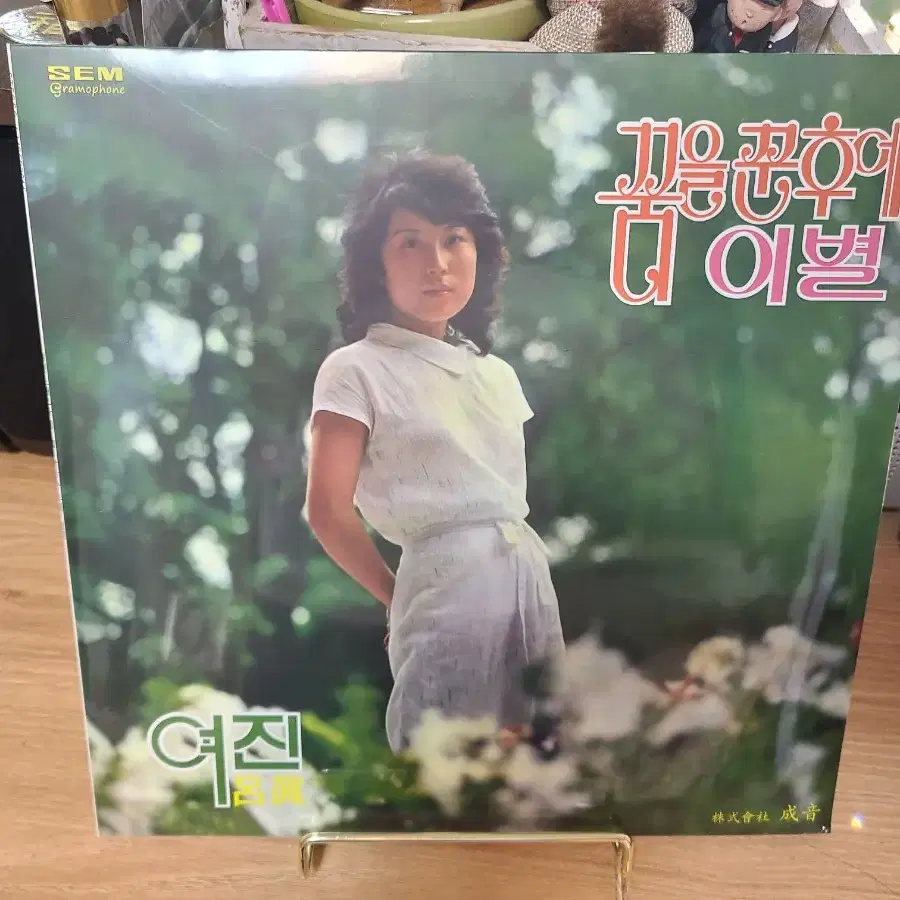 SEM
Gramophone
꿈을 꾼후에
이별
여진
呂眞
株式會社 成音